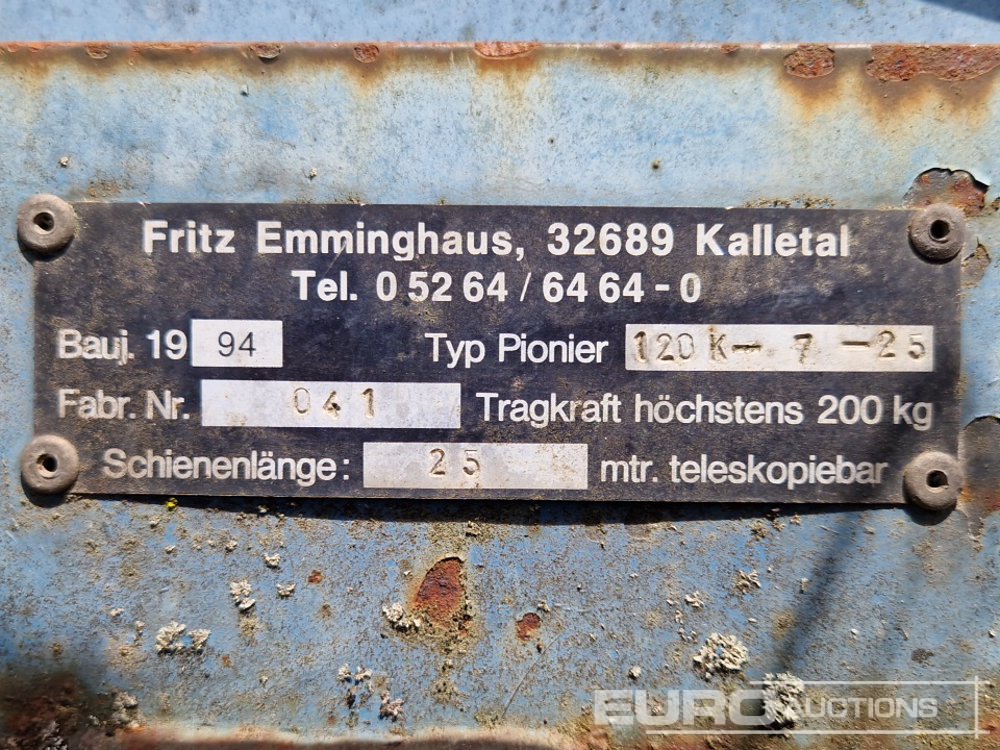 Fritz Emminghaus, 32689 Kalletal
Tel. 0 52 64 / 64 64 - 0
Bauj. 19 94 Typ Pionier 120K-7-25
Fabr. Nr. 041 Tragkraft höchstens 200 kg
Schienenlänge: 25 mtr. teleskopiebar
EURO AUCTIONS